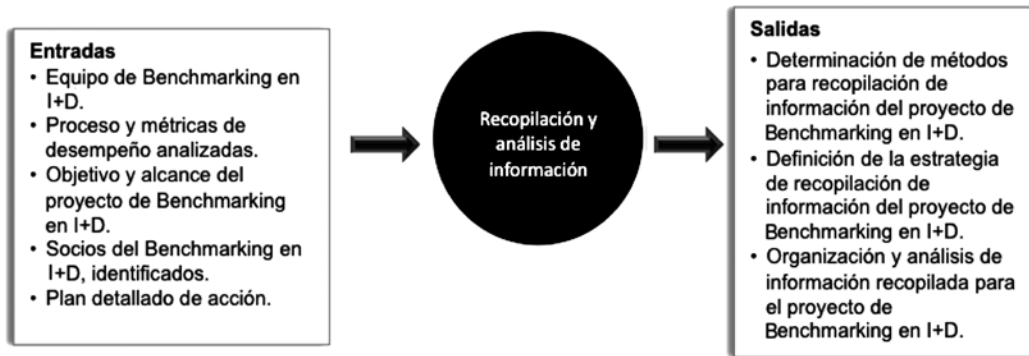 Entradas
• Equipo de Benchmarking en
I+D.
• Proceso y métricas de
desempeño analizadas.
• Objetivo y alcance del
proyecto de Benchmarking
en I+D.
• Socios del Benchmarking en
I+D, identificados.
• Plan detallado de acción.
Recopilación y
análisis de
información
Salidas
• Determinación de métodos
para recopilación de
información del proyecto de
Benchmarking en I+D.
• Definición de la estrategia
de recopilación de
información del proyecto de
Benchmarking en I+D.
• Organización y análisis de
información recopilada para
el proyecto de
Benchmarking en I+D.